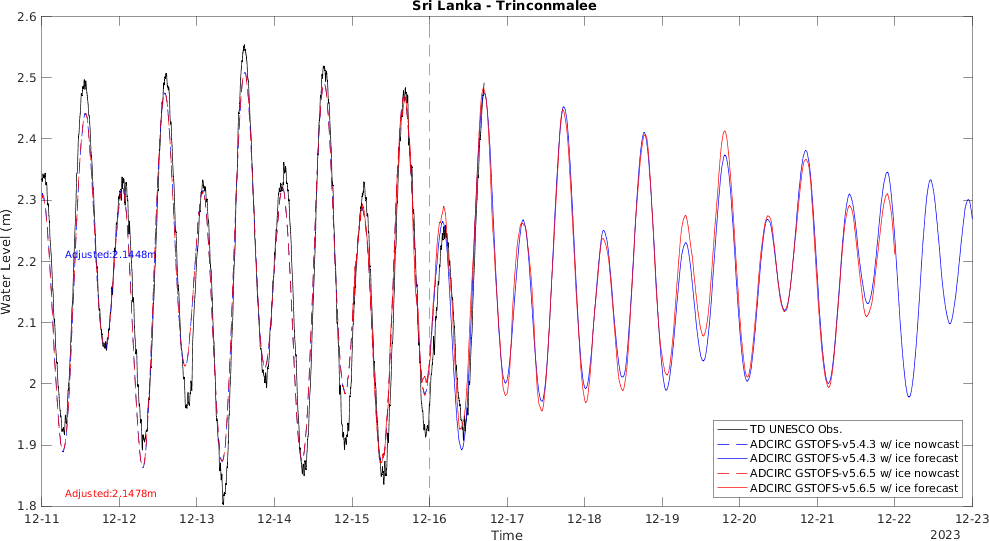 Sri Lanka - Trinconmalee
2.6
2.5
2.4
2.3
2.2
2.1
2
1.9
1.8
Water Level (m)
Adjusted:2.1448m
Adjusted:2.1478m
TD UNESCO Obs.
ADCIRC GSTOFS-v5.4.3 w/ ice nowcast
ADCIRC GSTOFS-v5.4.3 w/ ice forecast
ADCIRC GSTOFS-v5.6.5 w/ ice nowcast
ADCIRC GSTOFS-v5.6.5 w/ ice forecast
12-11 12-12 12-13 12-14 12-15 12-16 12-17 12-18 12-19 12-20 12-21 12-22 12-23
Time
2023